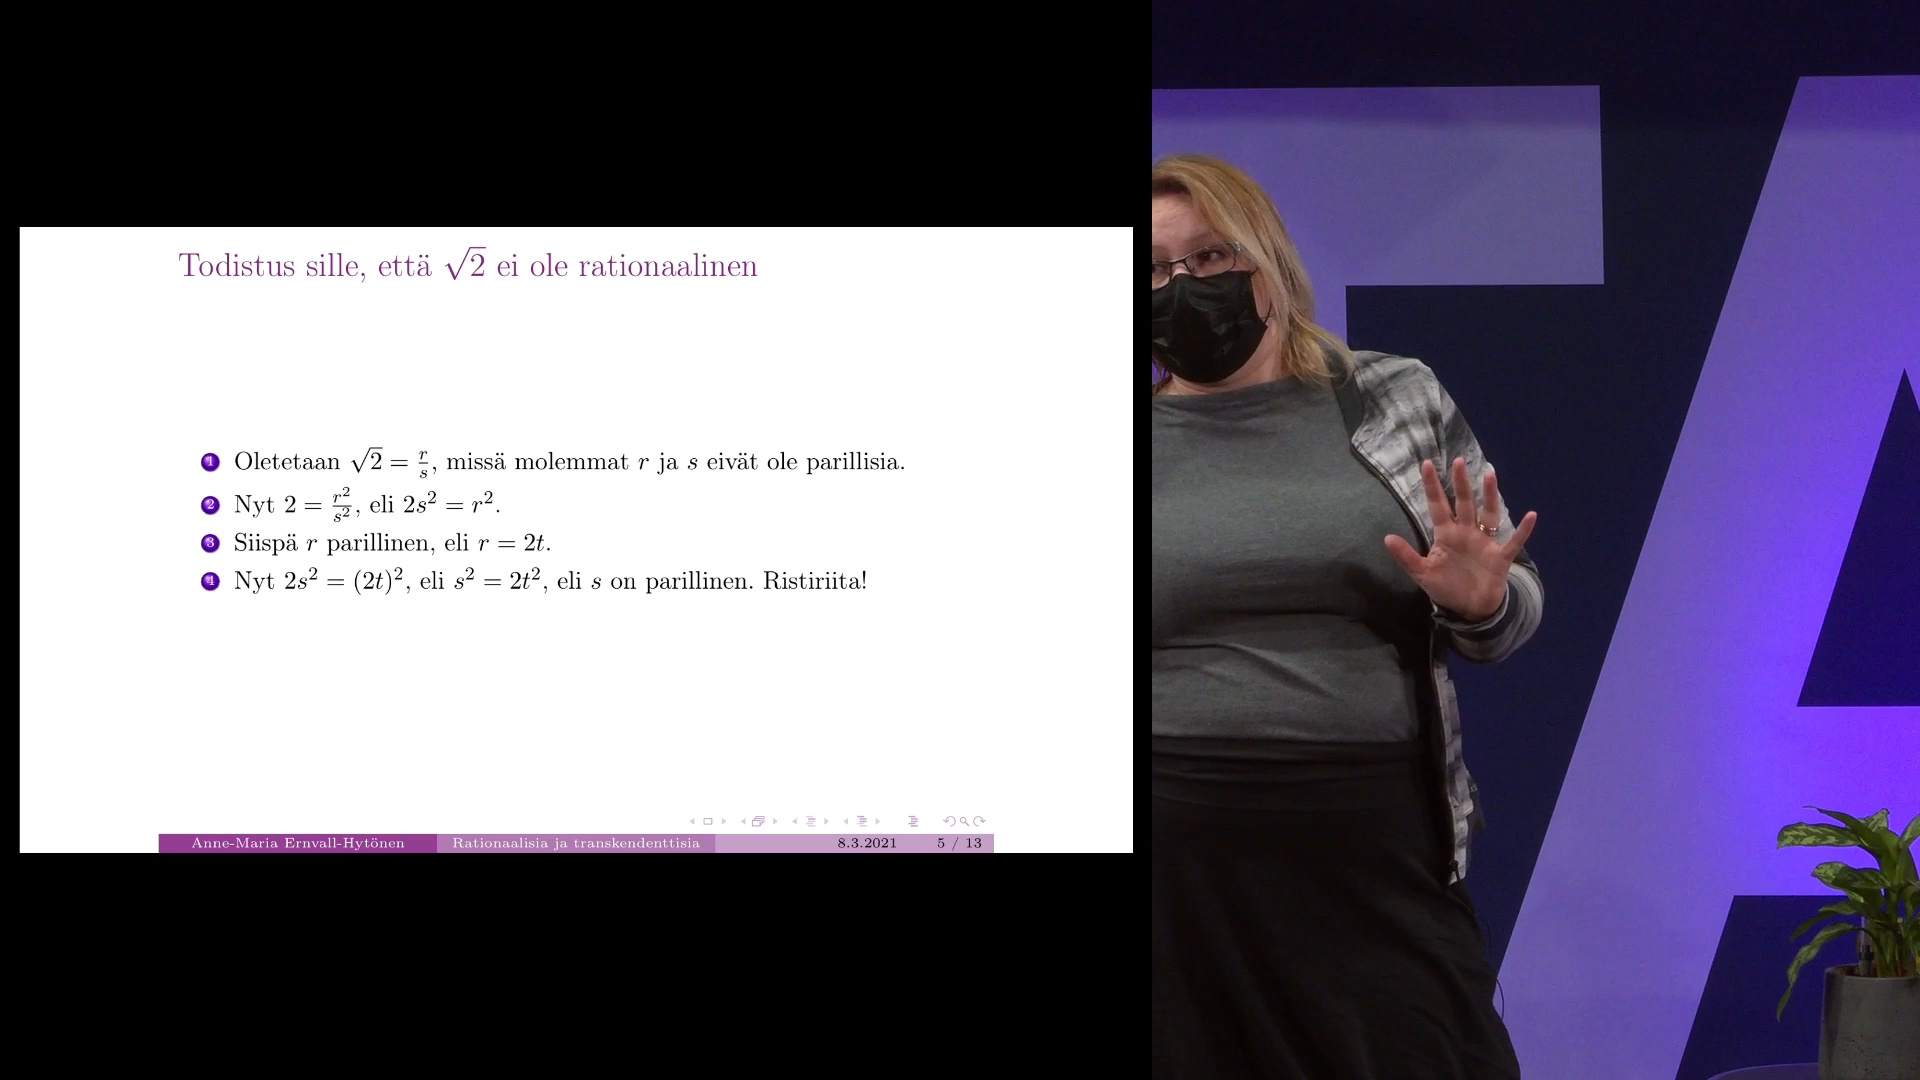 Todistus sille, että √2 ei ole rationaalinen
1 Oletetaan √2 = r/s, missä molemmat r ja s eivät ole parillisia.
2 Nyt 2 = r²/s², eli 2s² = r².
3 Siispä r parillinen, eli r = 2t.
4 Nyt 2s² = (2t)², eli s² = 2t², eli s on parillinen. Ristiriita!
Anne-Maria Ernvall-Hytönen Rationaalisia ja transkendenttisia 8.3.2021 5 / 13